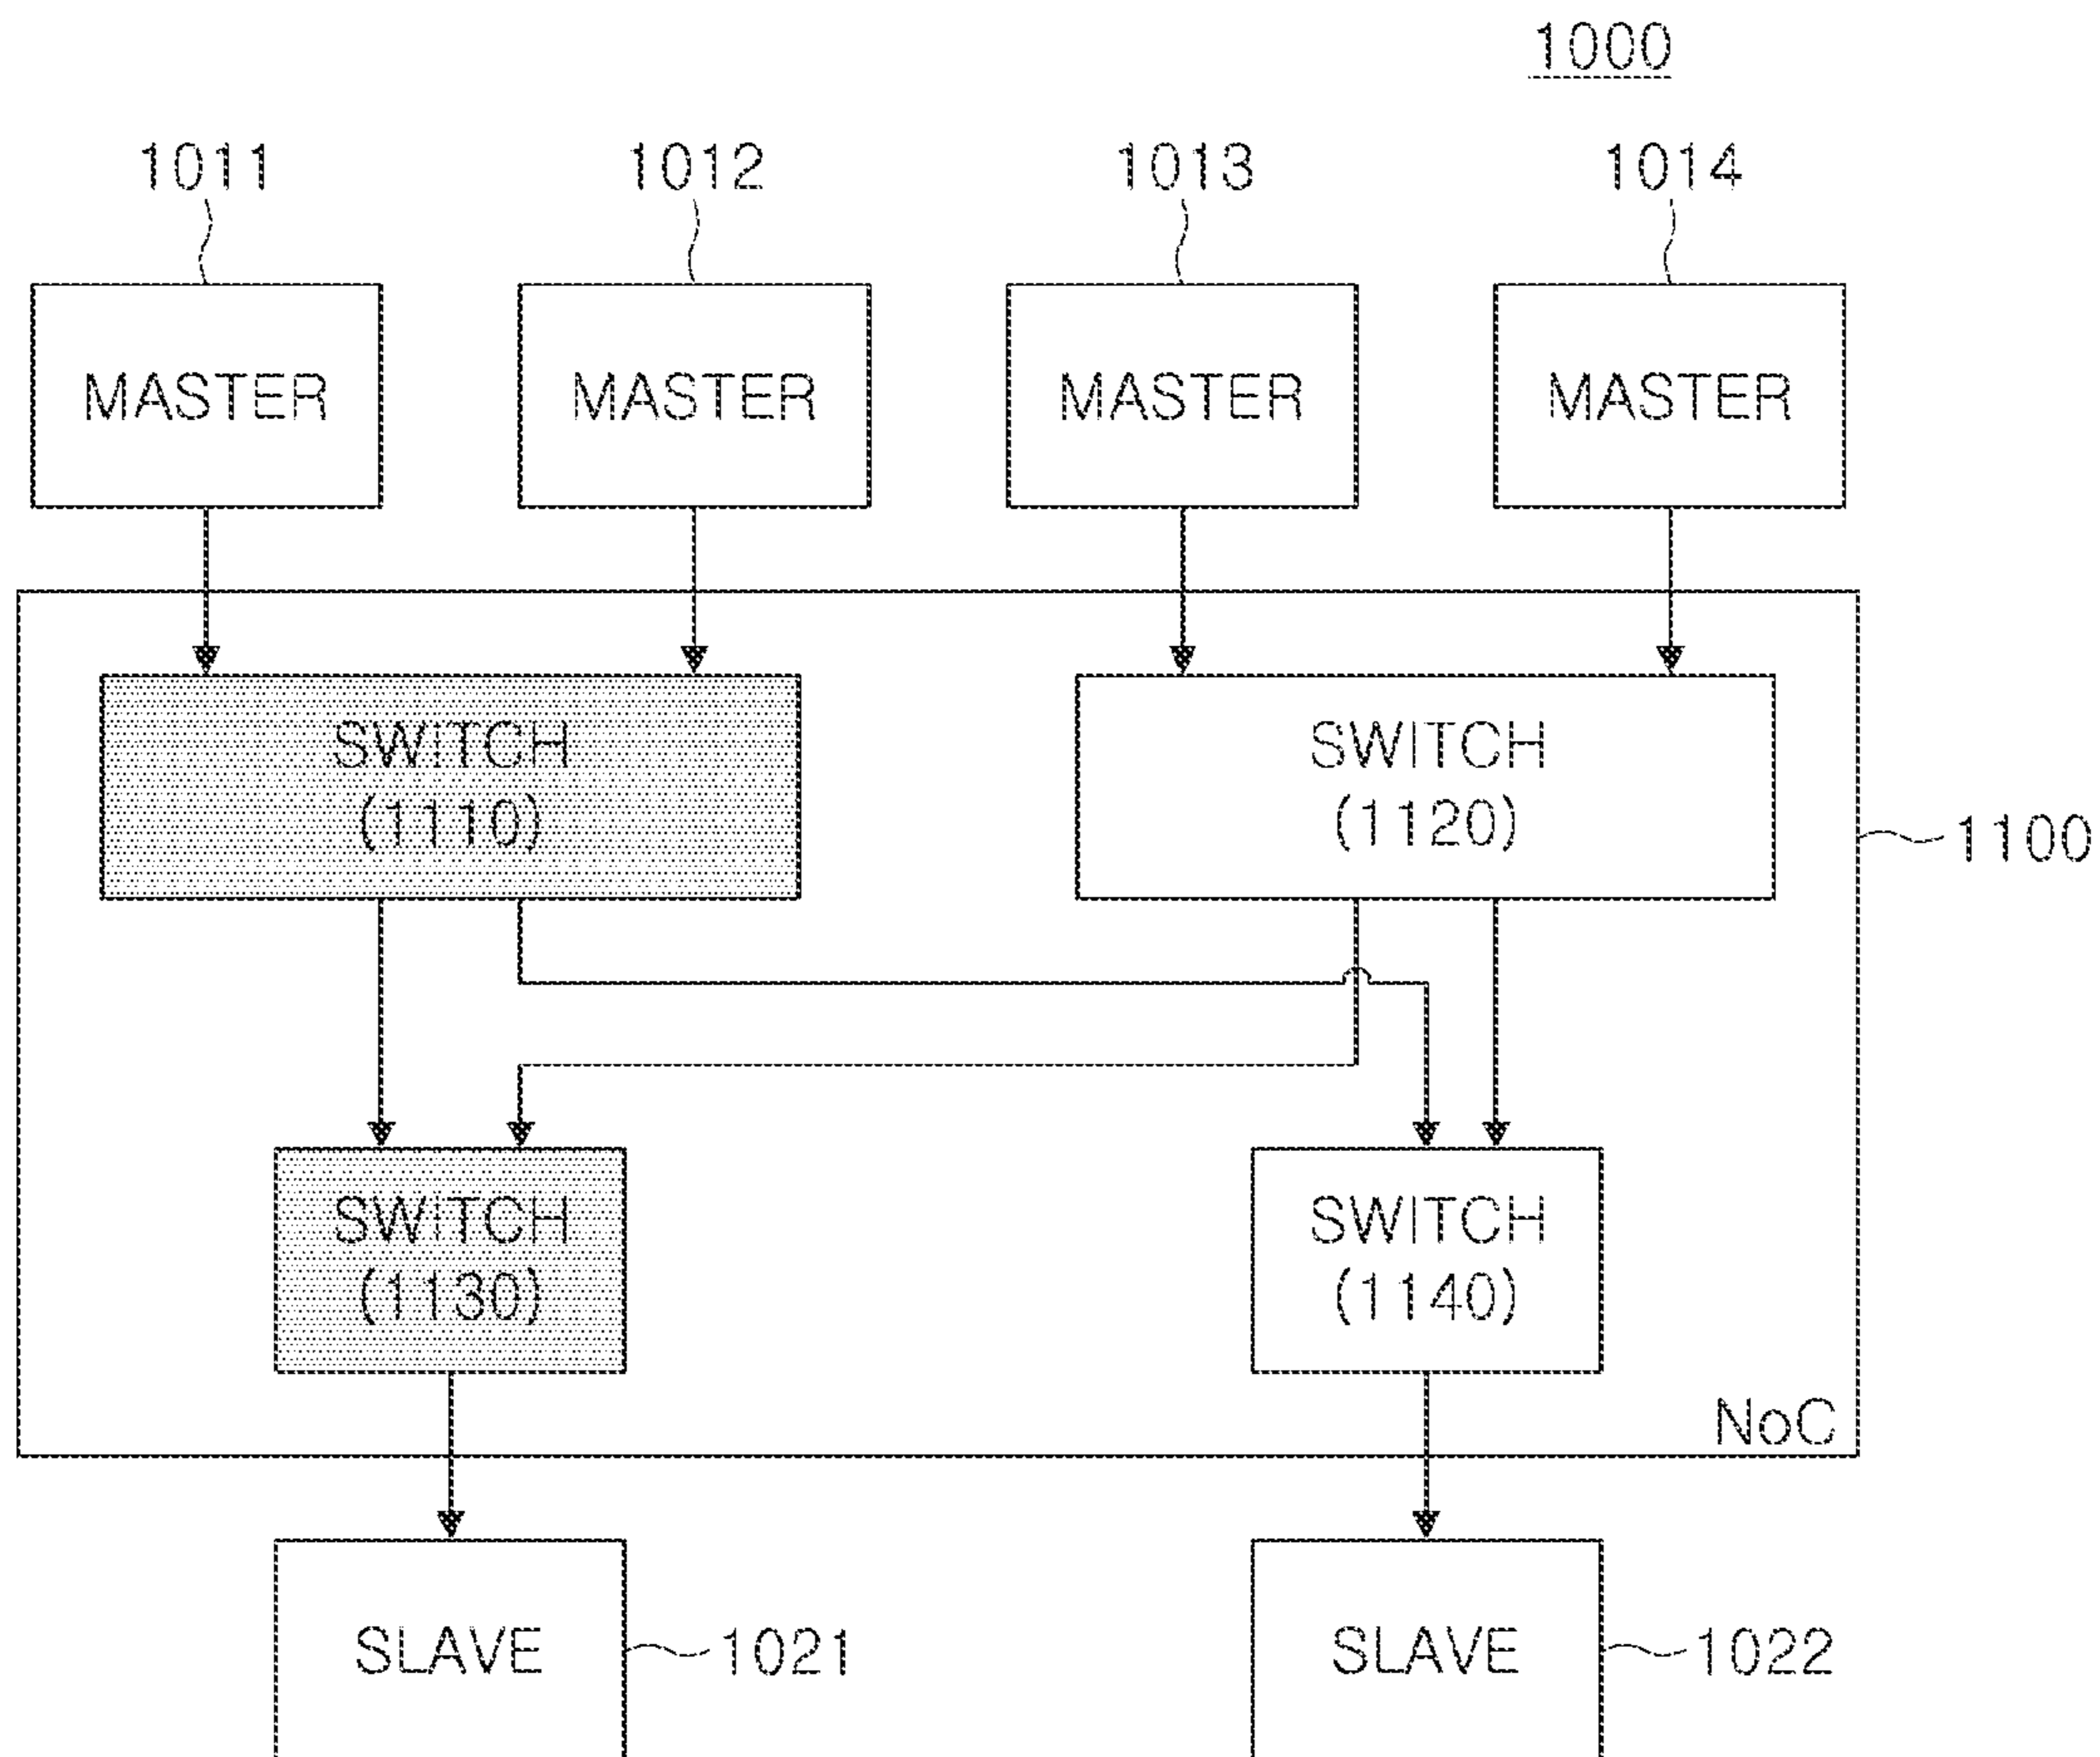 1000
1011 1012 1013 1014
MASTER MASTER MASTER MASTER
SWITCH SWITCH
(1110) (1120)
1100
SWITCH SWITCH
(1130) (1140)
NoC
SLAVE 1021 SLAVE 1022